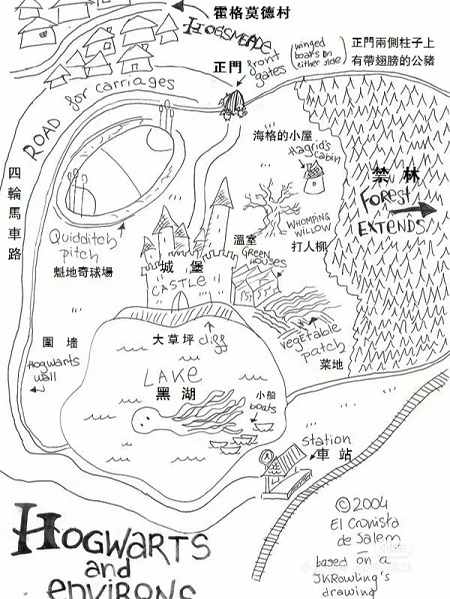 霍格莫德村
HOGSMEADE
正門
front
gates
(winged
boars on
either side)
正門兩側柱子上
有帶翅膀的公豬
ROAD for carriages
四輪馬車路
海格的小屋
Hagrid's
cabin
禁林
FOREST
EXTENDS
WHOMPING
WILLOW
打人柳
Quidditch
pitch
魁地奇球場
城堡
CASTLE
溫室
GREEN
HOUSES
vegetable
patch
菜地
圍牆
Hogwarts
wall
大草坪
cliff
LAKE
黑湖
小船
boats
station
車站
HOGWARTS
and
environs
©2004
El Cronista
de Salem
based on a
JKRowling's
drawing